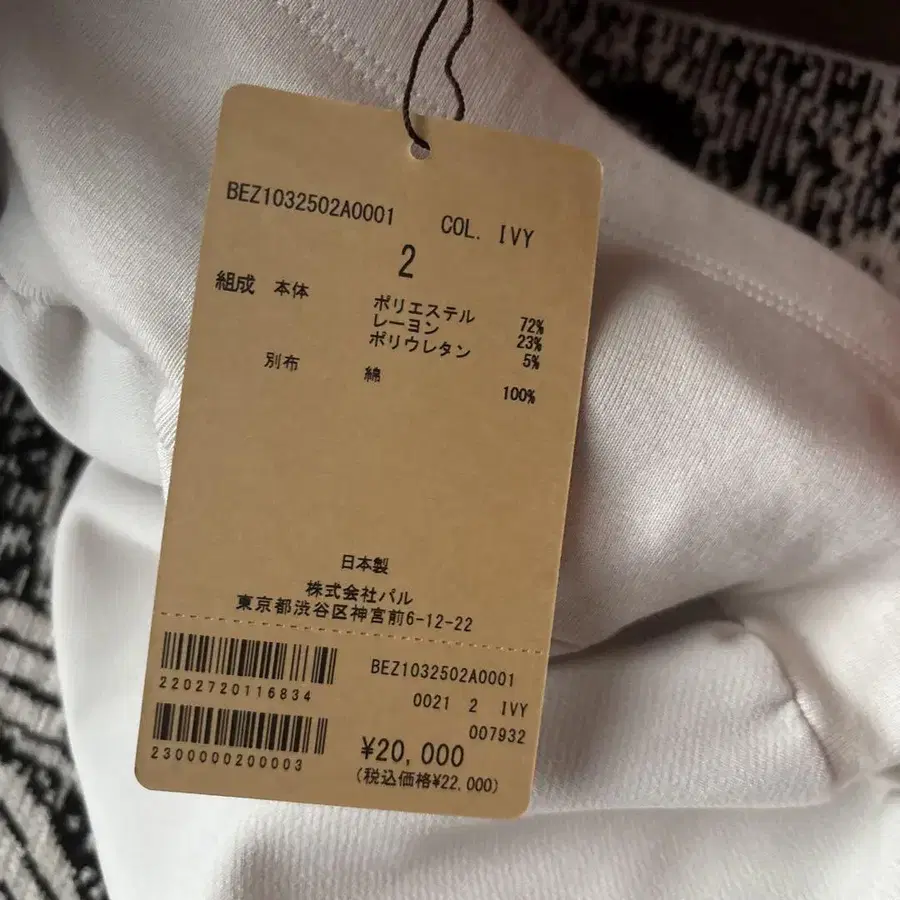 BEZ1032502A0001 COL. IVY
2
組成 本体 ポリエステル 72%
レーヨン 23%
ポリウレタン 5%
別布 綿 100%
日本製
株式会社パル
東京都渋谷区神宮前6-12-22
BEZ1032502A0001
2202720116834
0021 2 IVY
007932
2300000200003
¥20,000
(税込価格¥22,000)